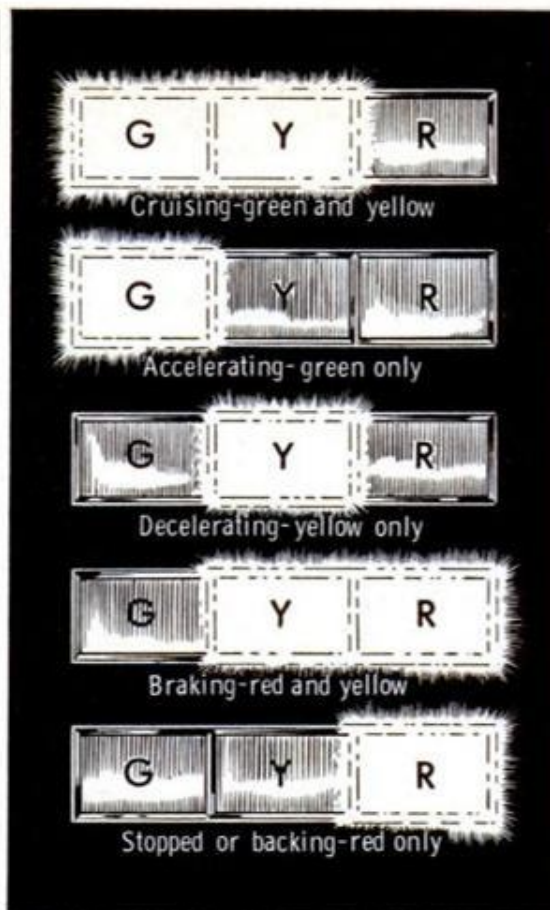 G Y R
Cruising-green and yellow
G Y R
Accelerating-green only
G Y R
Decelerating-yellow only
G Y R
Braking-red and yellow
G Y R
Stopped or backing-red only